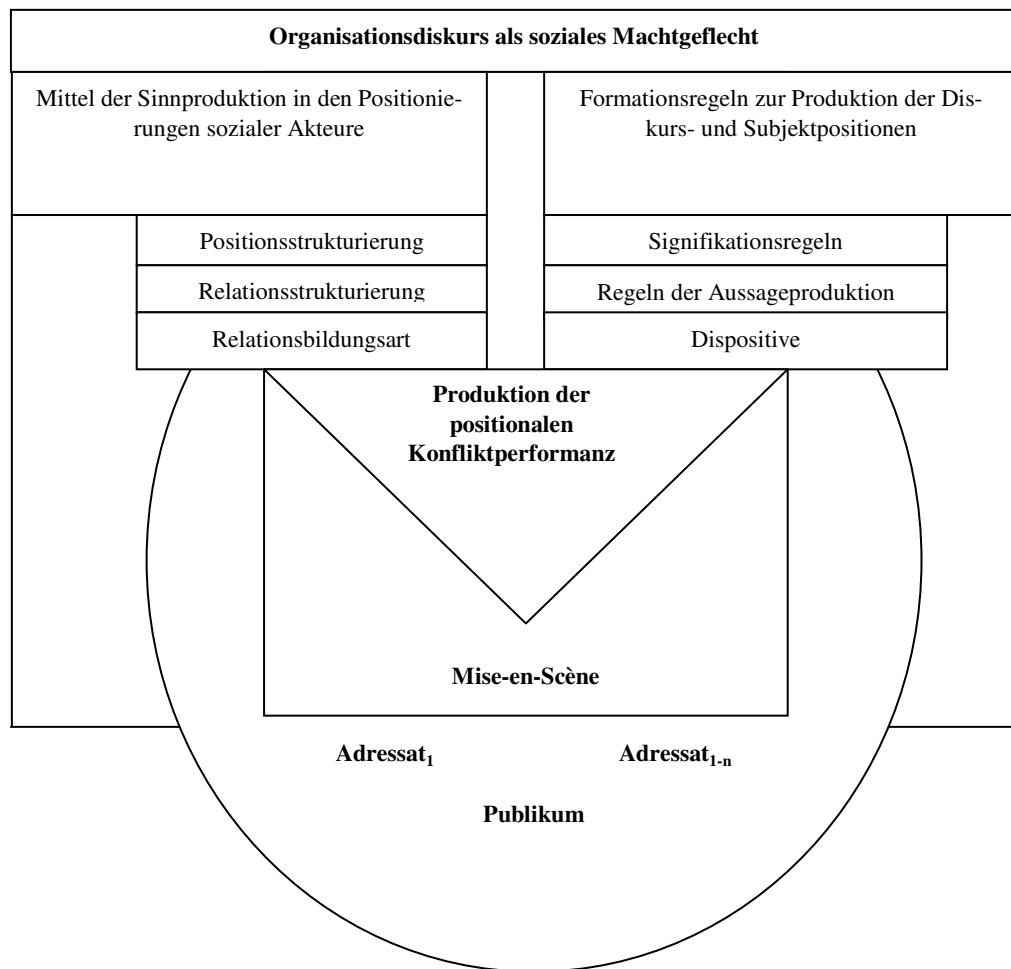 Organisationsdiskurs als soziales Machtgeflecht
Mittel der Sinnproduktion in den Positionie-
rungen sozialer Akteure
Formationsregeln zur Produktion der Dis-
kurs- und Subjektpositionen
Positionsstrukturierung
Relationsstrukturierung
Relationsbildungsart
Signifikationsregeln
Regeln der Aussageproduktion
Dispositive
Produktion der
positionalen
Konfliktperformanz
Mise-en-Scène
Adressat₁
Adressat₁₋ₙ
Publikum